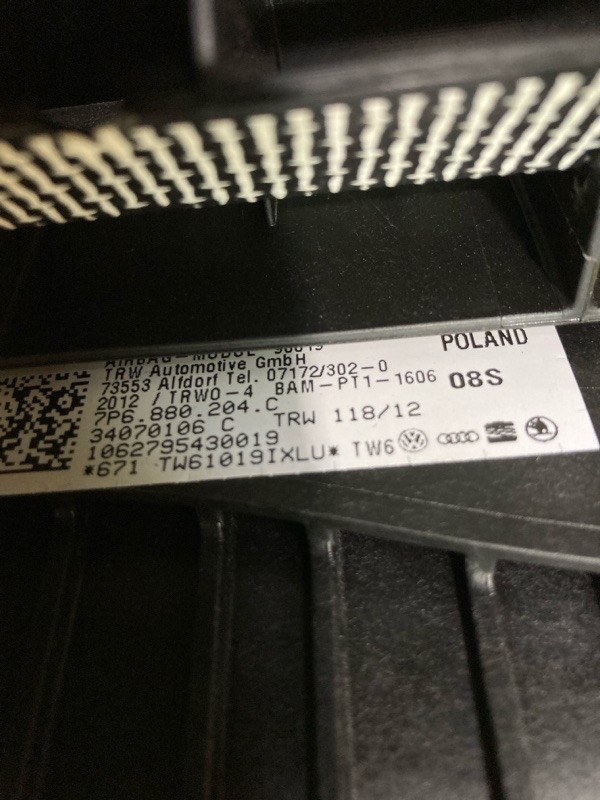 POLAND
TRW Automotive GmbH
73553 Alfdorf Tel. 07172/302-0
2012 / TRWO-4 BAM-PT1-1606 08S
7P6.880.204.C
34070106 C TRW 118/12
1062795430019
*671 TW61019IXLU* TW6